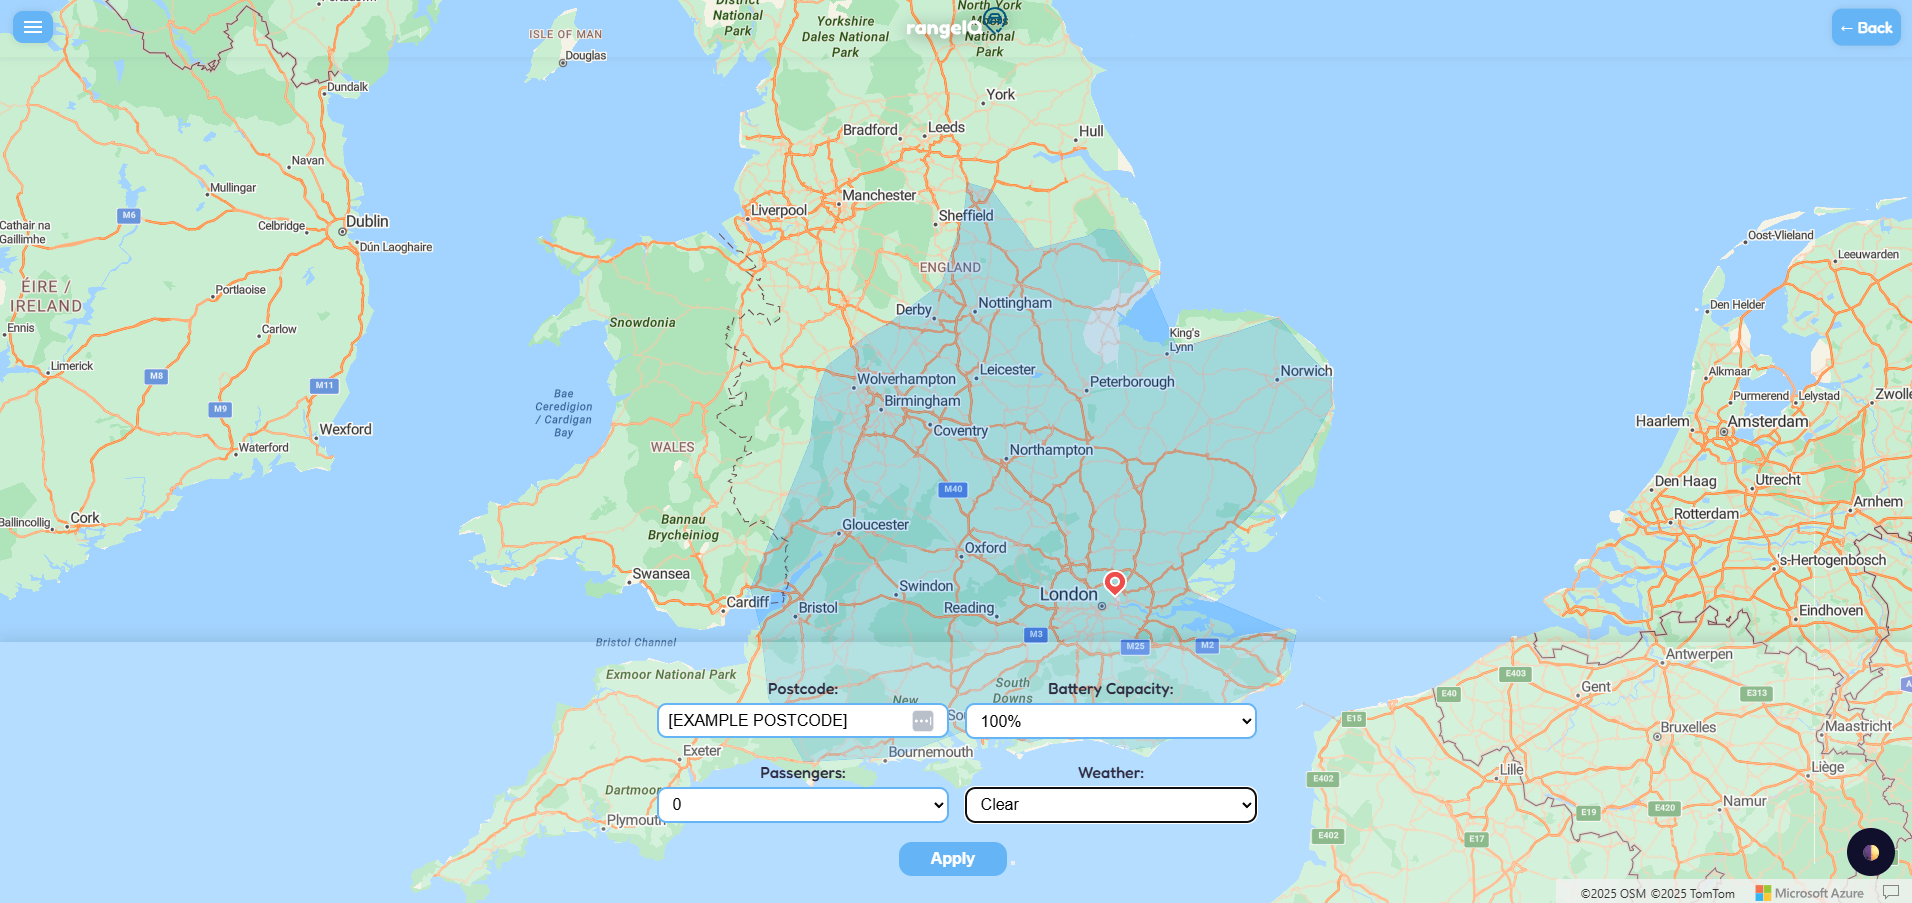 District
National
Park
Yorkshire
Dales National
Park
North York
Moors
National
Park
rangeIQ
← Back
ISLE OF MAN
Douglas
Dundalk
York
Bradford
Leeds
Hull
Navan
Mullingar
Manchester
Liverpool
Sheffield
M6
Dublin
Cathair na
Gaillimhe
Celbridge
Dún Laoghaire
Oost-Vlieland
Leeuwarden
ENGLAND
ÉIRE /
IRELAND
Portlaoise
Nottingham
Derby
Den Helder
Ennis
Carlow
Snowdonia
King's
Lynn
Limerick
M8
M11
Wolverhampton
Leicester
Peterborough
Norwich
Alkmaar
Bae
Ceredigion
/ Cardigan
Bay
Birmingham
Purmerend
Lelystad
Zwolle
M9
Wexford
Coventry
Haarlem
Amsterdam
Waterford
WALES
Northampton
Den Haag
Utrecht
M40
Arnhem
Ballincollig
Cork
Bannau
Brycheiniog
Gloucester
Rotterdam
Oxford
's-Hertogenbosch
Swansea
Swindon
London
Cardiff
Bristol
Reading
Eindhoven
Bristol Channel
M3
M25
M2
Antwerpen
Exmoor National Park
South
Downs
New
E403
Gent
E40
E313
Postcode:
Battery Capacity:
[EXAMPLE POSTCODE]
100%
E15
Bruxelles
Maastricht
Exeter
Bournemouth
Lille
Liège
E402
Passengers:
Weather:
0
Clear
Namur
E420
E19
Plymouth
E402
E17
Apply
©2025 OSM ©2025 TomTom
Microsoft Azure